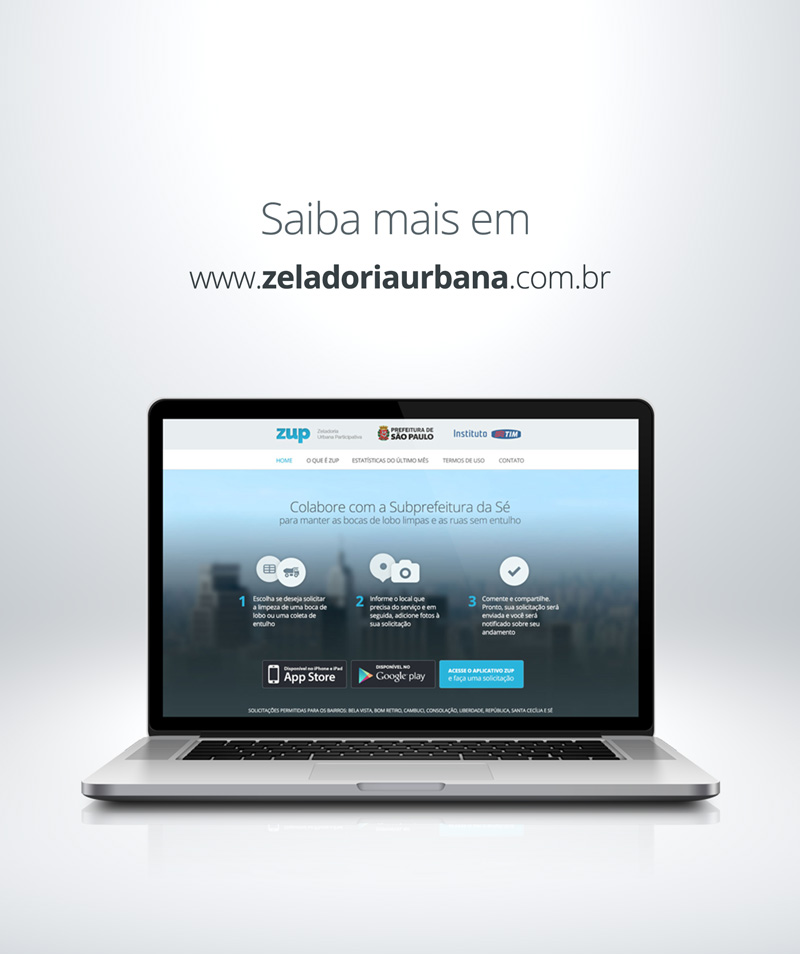 Saiba mais em
www.zeladoriaurbana.com.br
zup
Zeladoria
Urbana Participativa
PREFEITURA DE
SÃO PAULO
Instituto TIM
HOME O QUE É ZUP ESTATÍSTICAS DO ÚLTIMO MÊS TERMOS DE USO CONTATO
Colabore com a Subprefeitura da Sé
para manter as bocas de lobo limpas e as ruas sem entulho
1 Escolha se deseja solicitar
a limpeza de uma boca de
lobo ou uma coleta de
entulho
2 Informe o local que
precisa do serviço e em
seguida, adicione fotos à
sua solicitação
3 Comente e compartilhe.
Pronto, sua solicitação será
enviada e você será
notificado sobre seu
andamento
Disponível no iPhone e iPad
App Store
DISPONÍVEL NO
Google play
ACESSE O APLICATIVO ZUP
e faça uma solicitação
SOLICITAÇÕES PERMITIDAS PARA OS BAIRROS: BELA VISTA, BOM RETIRO, CAMBUCI, CONSOLAÇÃO, LIBERDADE, REPÚBLICA, SANTA CECÍLIA E SÉ